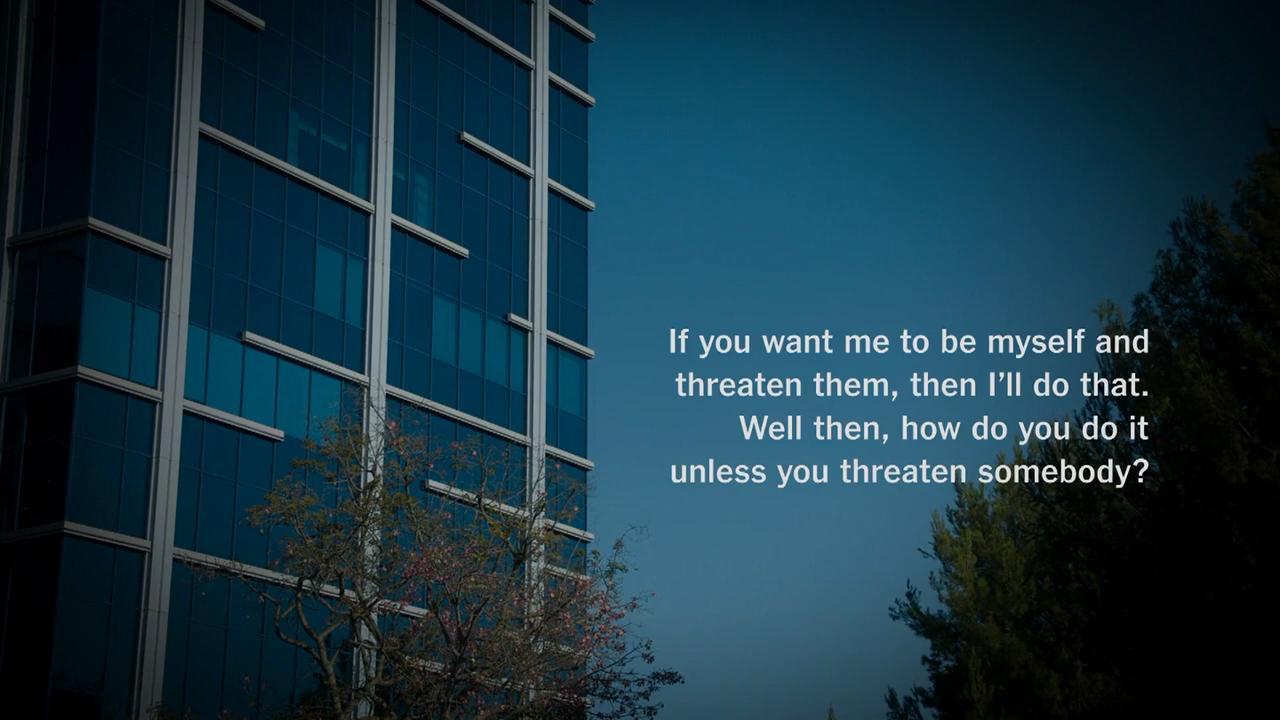 If you want me to be myself and
threaten them, then I’ll do that.
Well then, how do you do it
unless you threaten somebody?